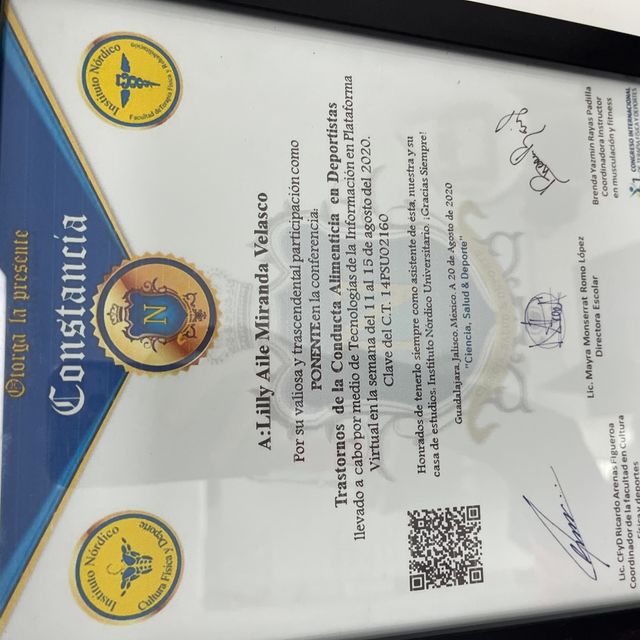 Otorga la presente
Constancia
Instituto Nórdico
Cultura Física y Deporte
Instituto Nórdico
Facultad de Terapia Física y Rehabilitación
N
A:Lilly Aile Miranda Velasco
Por su valiosa y trascendental participación como
PONENTE en la conferencia:
Trastornos de la Conducta Alimenticia en Deportistas
llevado a cabo por medio de Tecnologías de la Información en Plataforma
Virtual en la semana del 11 al 15 de agosto del 2020.
Clave del C.T. 14PSU0216O
Honrados de tenerlo siempre como asistente de ésta, nuestra y su
casa de estudios, Instituto Nórdico Universitario. ¡Gracias Siempre!
Guadalajara, Jalisco, México. A 20 de Agosto de 2020
"Ciencia, Salud & Deporte"
Lic. CFyD Ricardo Arenas Figueroa
Coordinador de la facultad en Cultura
Física y deportes
Lic. Mayra Monserrat Romo López
Directora Escolar
Brenda Yazmin Rayas Padilla
Coordinadora Instructor
en musculación y fitness
CONGRESO INTERNACIONAL